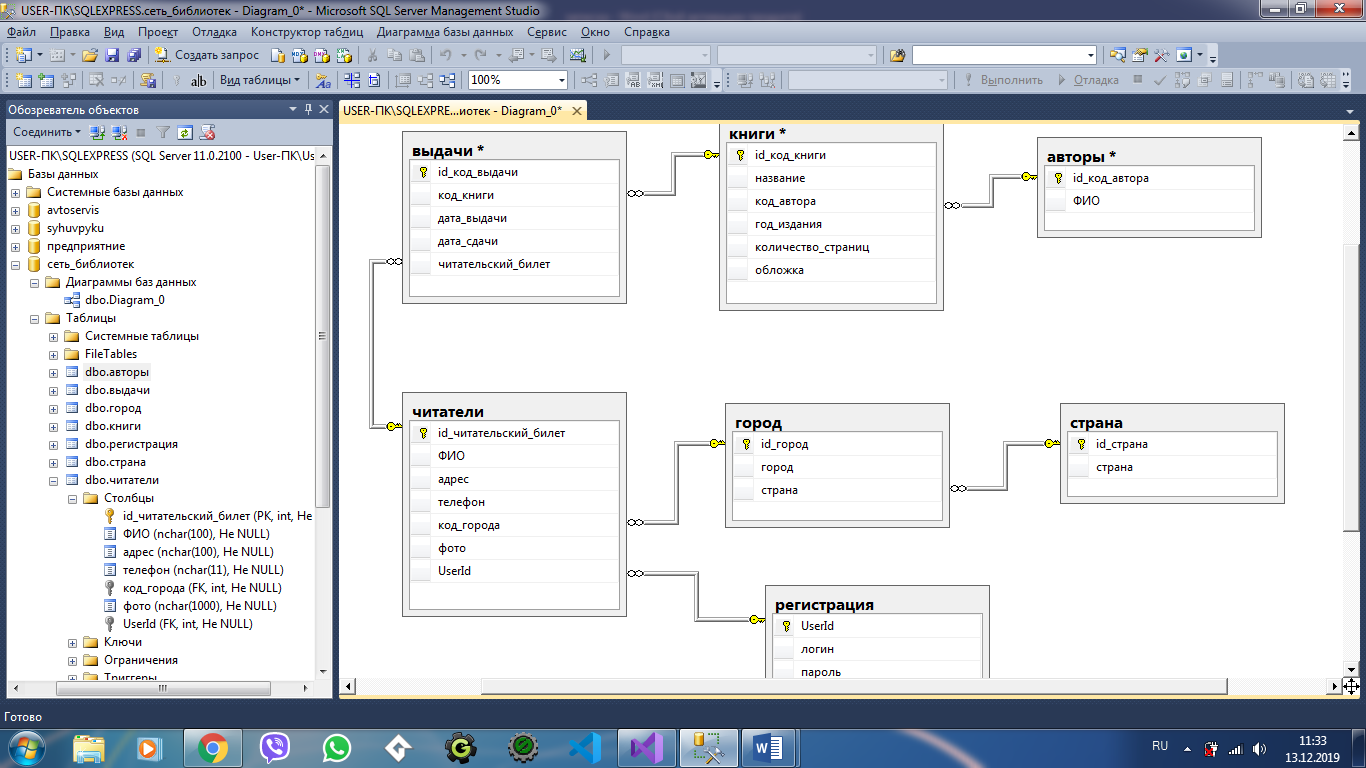 USER-ПК\SQLEXPRESS.сеть_библиотек - Diagram_0* - Microsoft SQL Server Management Studio
Файл Правка Вид Проект Отладка Конструктор таблиц Диаграмма базы данных Сервис Окно Справка
Создать запрос
Вид таблицы 100% Выполнить Отладка
Обозреватель объектов
Соединить
USER-ПК\SQLEXPRESS (SQL Server 11.0.2100 - User-ПК\Us
Базы данных
Системные базы данных
avtoservis
syhuvpyku
предприятние
сеть_библиотек
Диаграммы баз данных
dbo.Diagram_0
Таблицы
Системные таблицы
FileTables
dbo.авторы
dbo.выдачи
dbo.город
dbo.книги
dbo.регистрация
dbo.страна
dbo.читатели
Столбцы
id_читательский_билет (PK, int, Не
ФИО (nchar(100), Не NULL)
адрес (nchar(100), Не NULL)
телефон (nchar(11), Не NULL)
код_города (FK, int, Не NULL)
фото (nchar(1000), Не NULL)
UserId (FK, int, Не NULL)
Ключи
Ограничения
Триггеры
USER-ПК\SQLEXPRE...иотек - Diagram_0*
выдачи *
id_код_выдачи
код_книги
дата_выдачи
дата_сдачи
читательский_билет
книги *
id_код_книги
название
код_автора
год_издания
количество_страниц
обложка
авторы *
id_код_автора
ФИО
читатели
id_читательский_билет
ФИО
адрес
телефон
код_города
фото
UserId
город
id_город
город
страна
страна
id_страна
страна
регистрация
UserId
логин
пароль
Готово
RU
11:33
13.12.2019